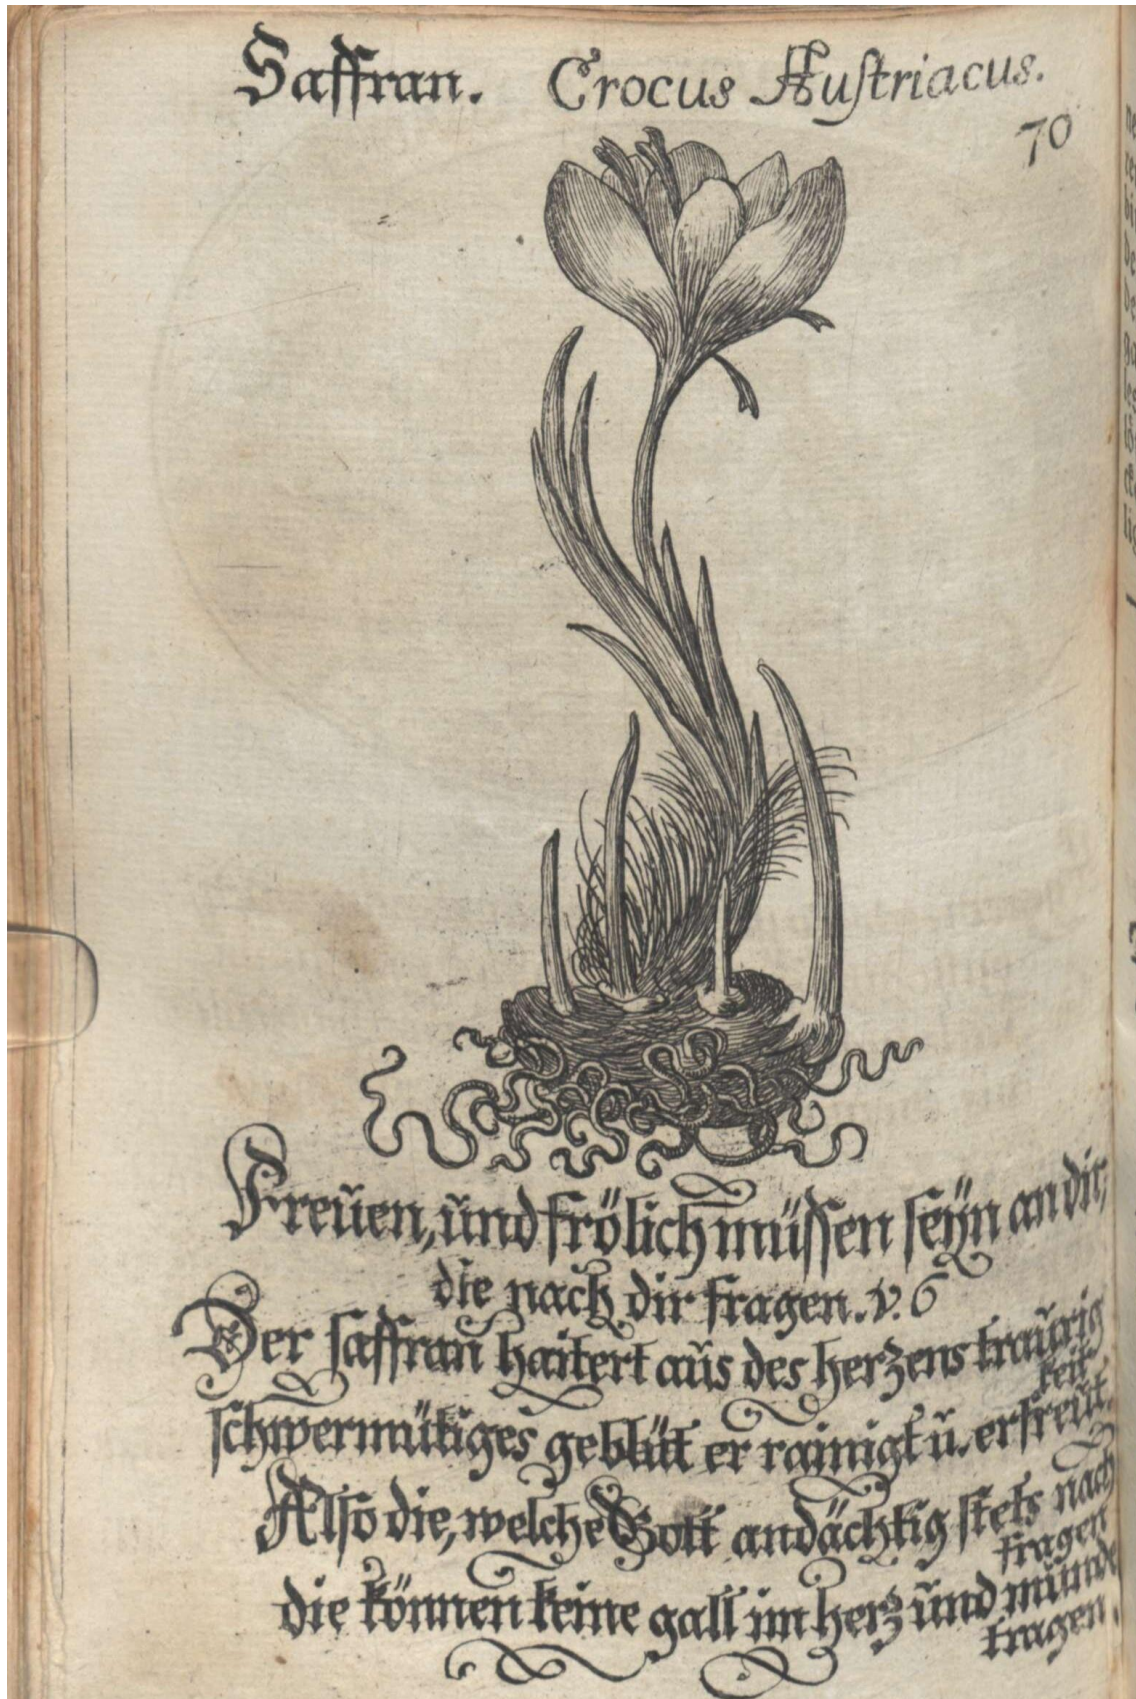 Saffran. Crocus Austriacus.
70
Freüen, ünd frölich müssen seÿn an dir,
die nach dir fragen. v. 6
Der saffran haitert aüs des herzens traürig
keit
schwermütiges geblüt er rainigt ü. erfreüt.
Also die, welche Gott andächtig stets nach
fragen
die können keine gall im herz ünd münde
tragen.